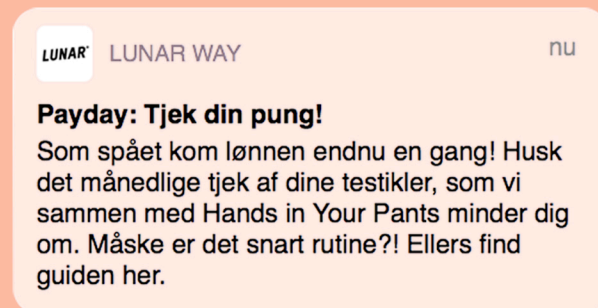 LUNAR LUNAR WAY nu
Payday: Tjek din pung!
Som spået kom lønnen endnu en gang! Husk
det månedlige tjek af dine testikler, som vi
sammen med Hands in Your Pants minder dig
om. Måske er det snart rutine?! Ellers find
guiden her.